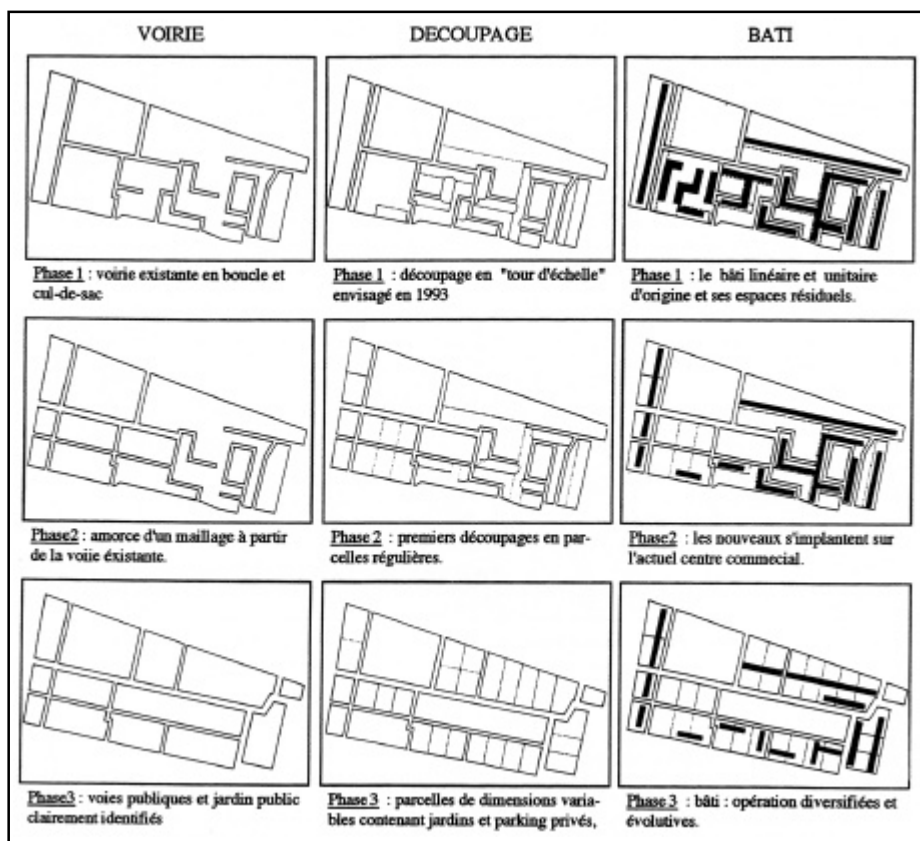 VOIRIE
DECOUPAGE
BATI
Phase 1 : voirie existante en boucle et
cul-de-sac
Phase 1 : découpage en "tour d'échelle"
envisagé en 1993
Phase 1 : le bâti linéaire et unitaire
d'origine et ses espaces résiduels.
Phase2 : amorce d'un maillage à partir
de la voiie éxistante.
Phase 2 : premiers découpages en par-
celles régulières.
Phase2 : les nouveaux s'implantent sur
l'actuel centre commecial.
Phase3 : voies publiques et jardin public
clairement identifiés
Phase 3 : parcelles de dimensions varia-
bles contenant jardins et parking privés,
Phase 3 : bâti : opération diversifiées et
évolutives.